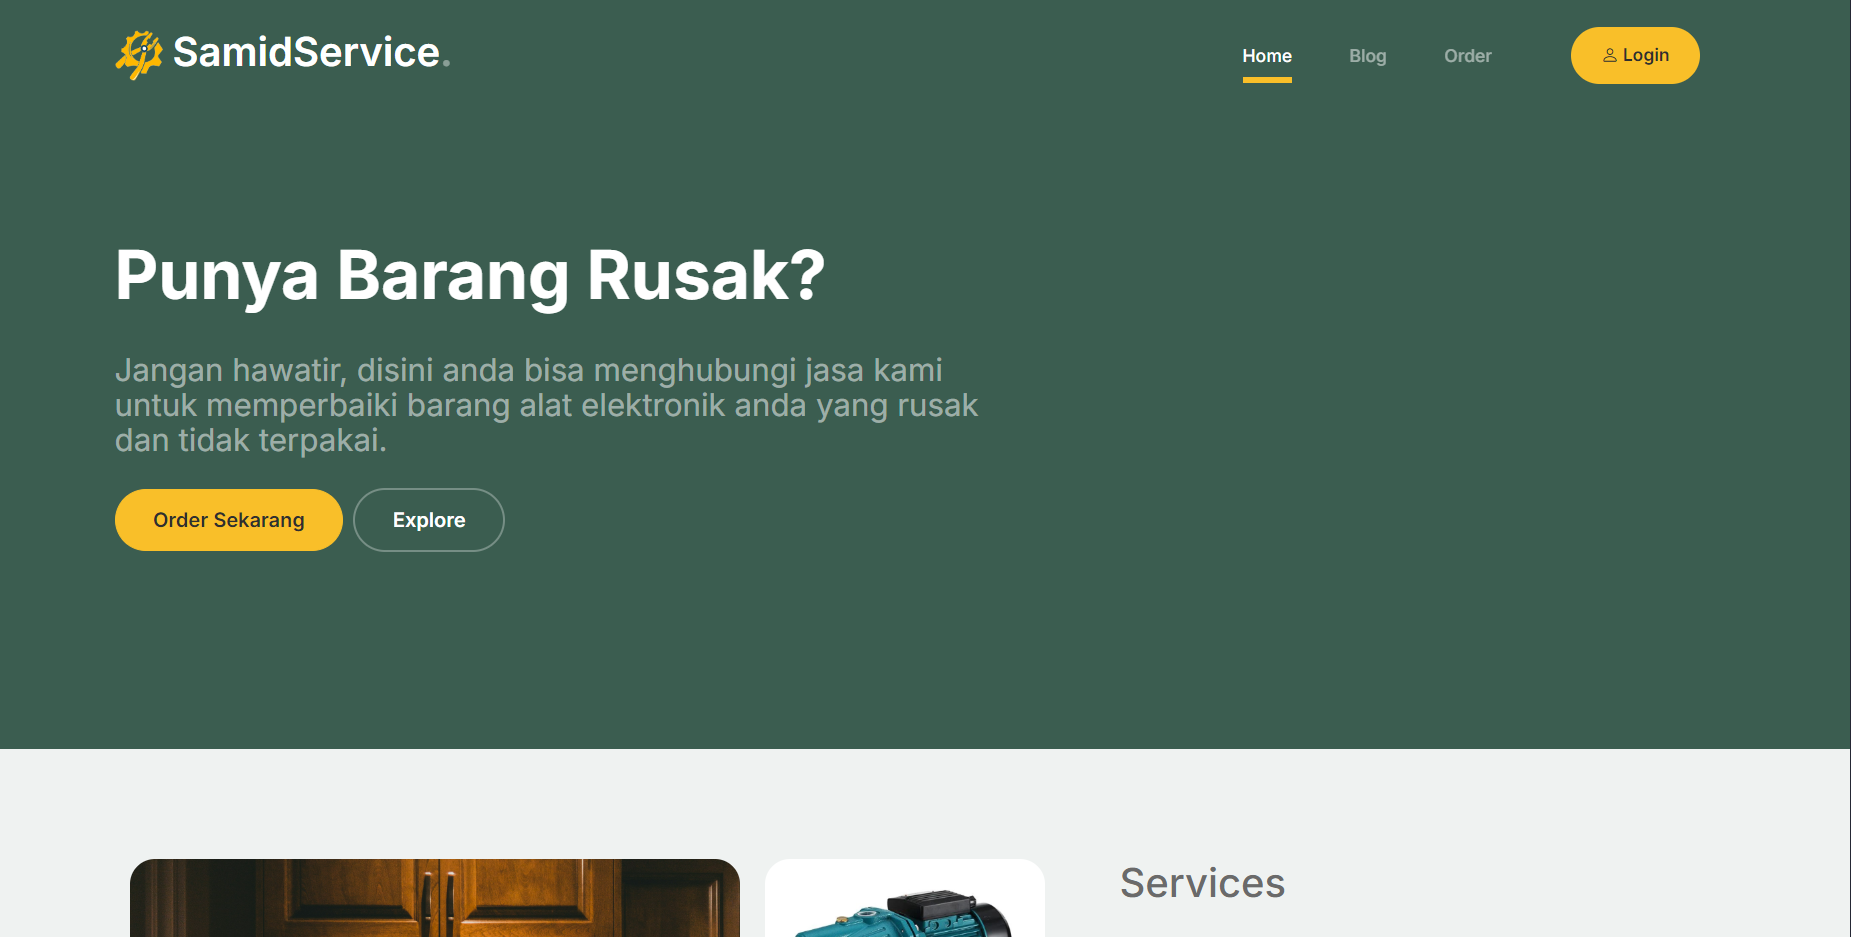 SamidService.
Home
Blog
Order
Login
Punya Barang Rusak?
Jangan hawatir, disini anda bisa menghubungi jasa kami
untuk memperbaiki barang alat elektronik anda yang rusak
dan tidak terpakai.
Order Sekarang
Explore
Services